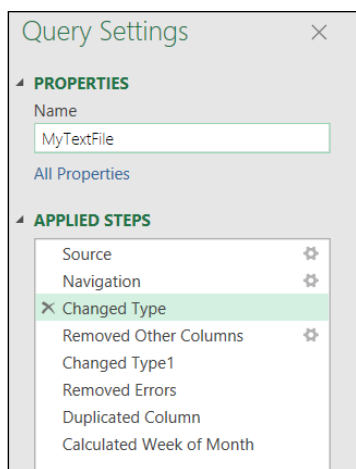 Query Settings
PROPERTIES
Name
MyTextFile
All Properties
APPLIED STEPS
Source
Navigation
Changed Type
Removed Other Columns
Changed Type1
Removed Errors
Duplicated Column
Calculated Week of Month